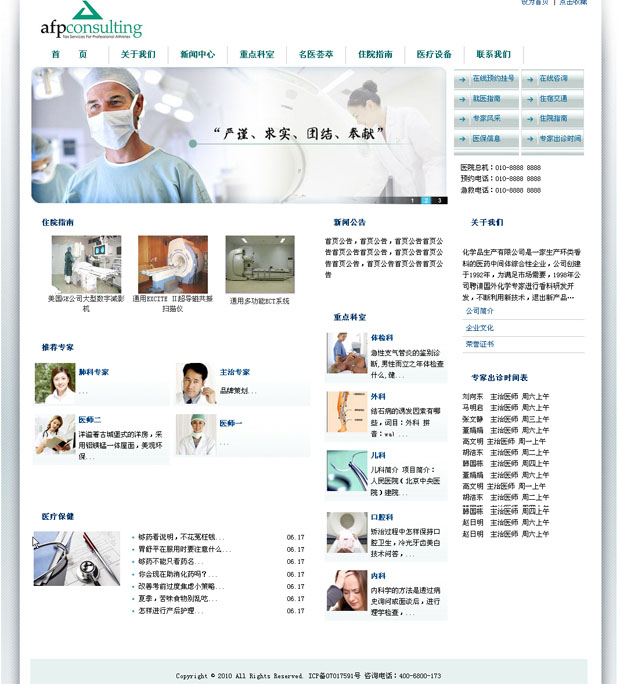 设为首页 | 点击收藏
afpconsulting
Tax Services For Professional Athletes
首 页
关于我们
新闻中心
重点科室
名医荟萃
住院指南
医疗设备
联系我们
“严谨、求实、团结、奉献”
1 2 3
在线预约挂号
在线咨询
就医指南
住宿交通
专家风采
住院指南
医保信息
专家出诊时间
医院总机：010-8888 8888
预约电话：010-8888 8888
急救电话：010-8888 8888
住院指南
美国GE公司大型数字减影
机
通用EXCITE II超导磁共振
扫描仪
通用多功能ECT系统
推荐专家
肺科专家
...
主治专家
品牌策划...
医师二
洋溢着古城堡式的洋房，采
用铝镁锰一体屋面，美观环
保...
医师一
...
医疗保健
够药看说明，不花冤枉钱... 06.17
胃舒平在服用时要注意什么... 06.17
够药不能只看药名... 06.17
你会现在助消化药吗？... 06.17
改善考前过度焦虑小策略... 06.17
夏季，苦味食物别乱吃... 06.17
怎样进行产后护理... 06.17
新闻公告
首页公告，首页公告，首页公告首页公
告首页公告首页公告，首页公告首页公
告首页公告，首页公告首页公告首页公
告
重点科室
体检科
急性支气管炎的鉴别诊
断,男性而立之年体检查
什么,健...
外科
结石病的诱发因素有哪
些，词目：外科 拼
音：wai ...
儿科
儿科简介 项目简介：
人民医院(北京中央医
院)建院...
口腔科
矫治过程中怎样保持口
腔卫生，冷光牙齿美白
技术问答，...
内科
内科学的方法是透过病
史询问或面谈后，进行
理学检查，...
关于我们
化学品生产有限公司是一家生产环类香
料的医药中间体综合性企业，公司创建
于1992年，为满足市场需要，1998年公
司聘请国外化学专家进行香料研发开
发，不断利用新技术，退出新产品…
公司简介
企业文化
荣誉证书
专家出诊时间表
刘向东 主治医师 周六上午
马明君 主治医师 周六上午
张文静 主治医师 周三上午
董嫣嫣 主治医师 周六上午
高文明 主治医师 周一上午
胡浩东 主治医师 周二上午
韩国栋 主治医师 周四上午
董嫣嫣 主治医师 周六上午
高文明 主治医师 周一上午
胡浩东 主治医师 周二上午
韩国栋 主治医师 周四上午
赵日明 主治医师 周六上午
赵日明 主治医师 周六上午
Copyright © 2010 All Rights Reserved. ICP备07017591号 咨询电话：400-6800-173